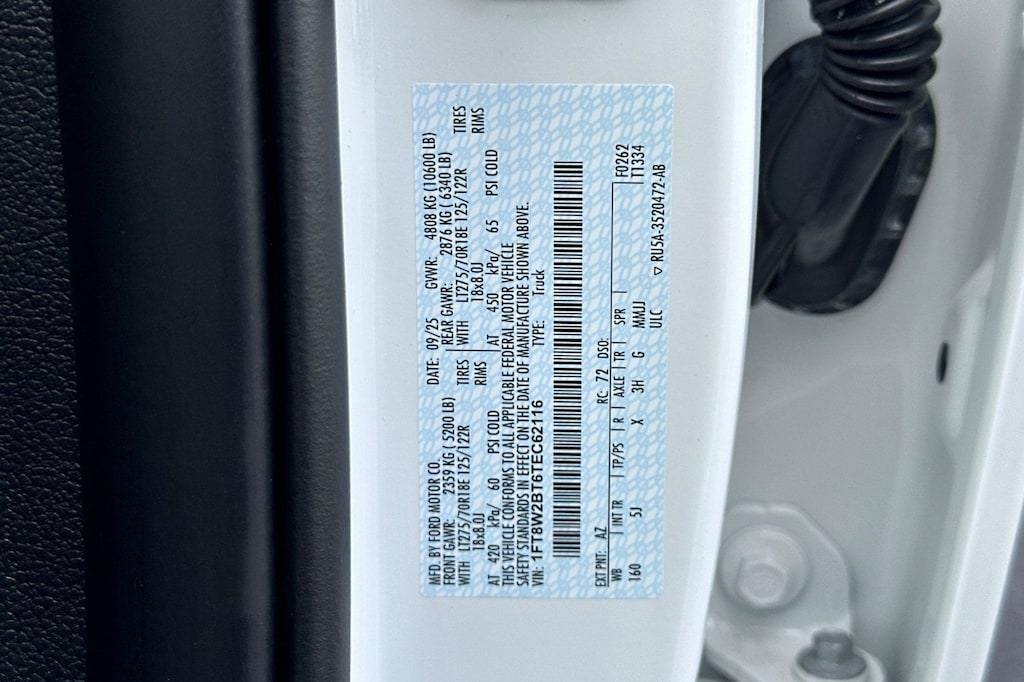 MFD. BY FORD MOTOR CO. DATE: 09/25 GVWR: 4808 KG (10600 LB)
FRONT GAWR: 2359 KG ( 5200 LB) REAR GAWR: 2876 KG ( 6340 LB)
WITH LT275/70R18E 125/122R TIRES WITH LT275/70R18E 125/122R TIRES
18x8.0J RIMS 18x8.0J RIMS
AT 420 kPa/ 60 PSI COLD AT 450 kPa/ 65 PSI COLD
THIS VEHICLE CONFORMS TO ALL APPLICABLE FEDERAL MOTOR VEHICLE
SAFETY STANDARDS IN EFFECT ON THE DATE OF MANUFACTURE SHOWN ABOVE.
VIN: 1FT8W2BT6TEC62116 TYPE: Truck
EXT PNT: AZ RC: 72 DSO: F0262
WB INT TR TP/PS R AXLE TR SPR T1334
160 5J X 3H G MMJJ
ULC ▽ RU5A-3520472-AB